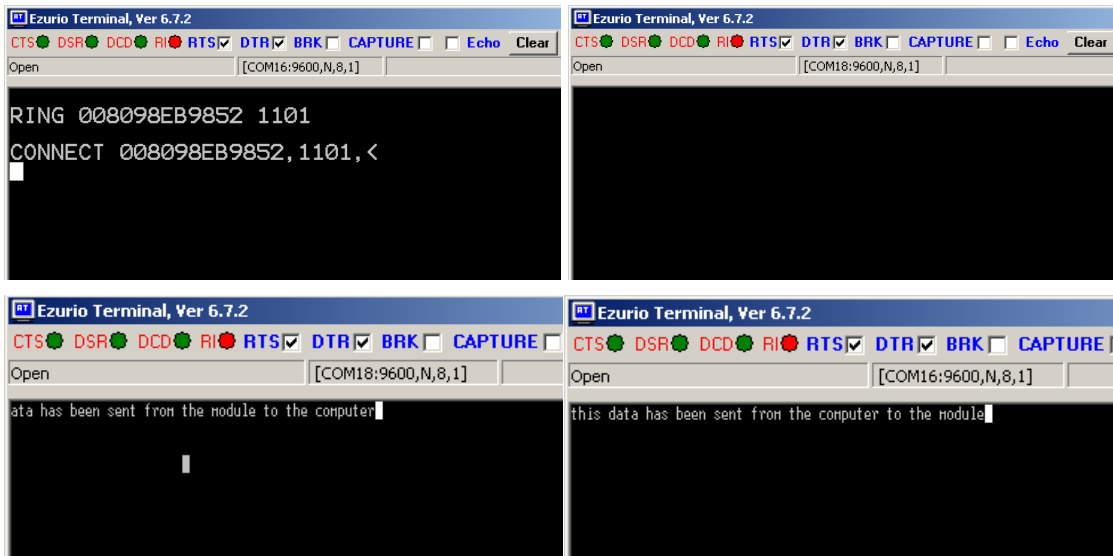 Ezurio Terminal, Ver 6.7.2
CTS DSR DCD RI RTS DTR BRK CAPTURE Echo Clear
Open [COM16:9600,N,8,1]
RING 008098EB9852 1101
CONNECT 008098EB9852,1101,<
Ezurio Terminal, Ver 6.7.2
CTS DSR DCD RI RTS DTR BRK CAPTURE Echo Clear
Open [COM18:9600,N,8,1]
Ezurio Terminal, Ver 6.7.2
CTS DSR DCD RI RTS DTR BRK CAPTURE
Open [COM18:9600,N,8,1]
ata has been sent from the module to the computer
Ezurio Terminal, Ver 6.7.2
CTS DSR DCD RI RTS DTR BRK CAPTURE
Open [COM16:9600,N,8,1]
this data has been sent from the computer to the module